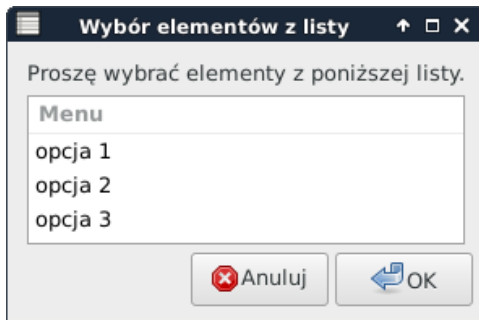 Wybór elementów z listy
Proszę wybrać elementy z poniższej listy.
Menu
opcja 1
opcja 2
opcja 3
Anuluj OK